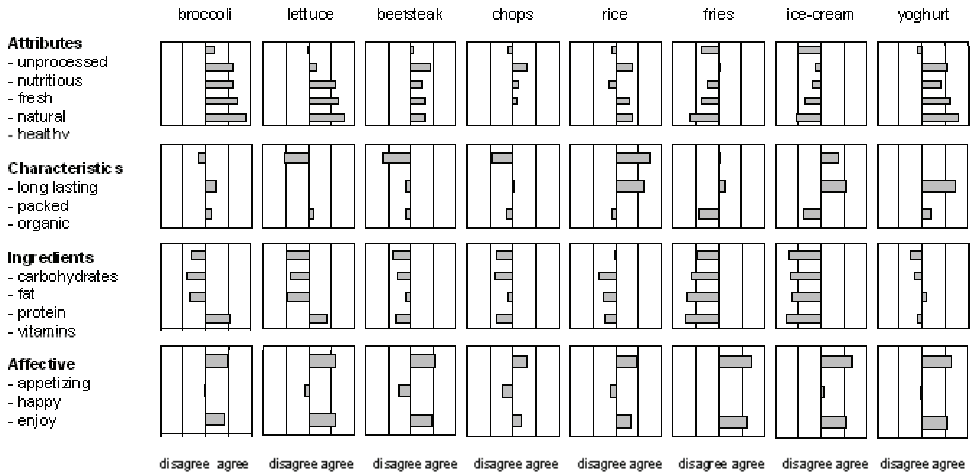 broccoli lettuce beefsteak chops rice fries ice-cream yoghurt
Attributes
- unprocessed
- nutritious
- fresh
- natural
- healthy
Characteristics
- long lasting
- packed
- organic
Ingredients
- carbohydrates
- fat
- protein
- vitamins
Affective
- appetizing
- happy
- enjoy
disagree agree disagree agree disagree agree disagree agree disagree agree disagree agree disagree agree disagree agree